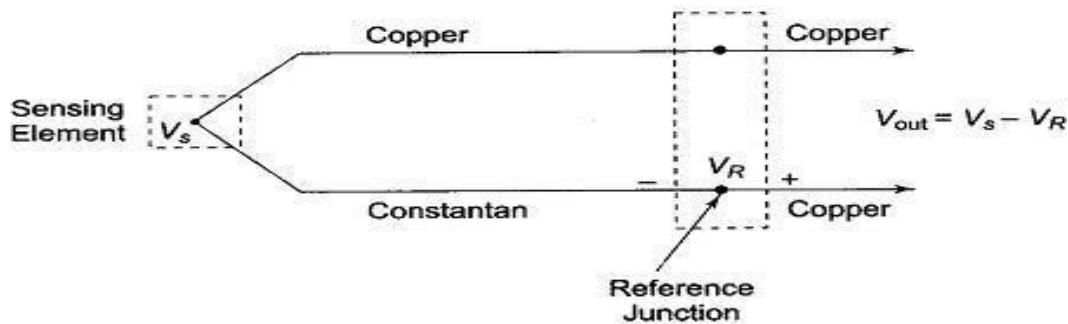 Copper
Copper
Sensing
Element
Vs
Vout = Vs – VR
– VR +
Constantan
Copper
Reference
Junction